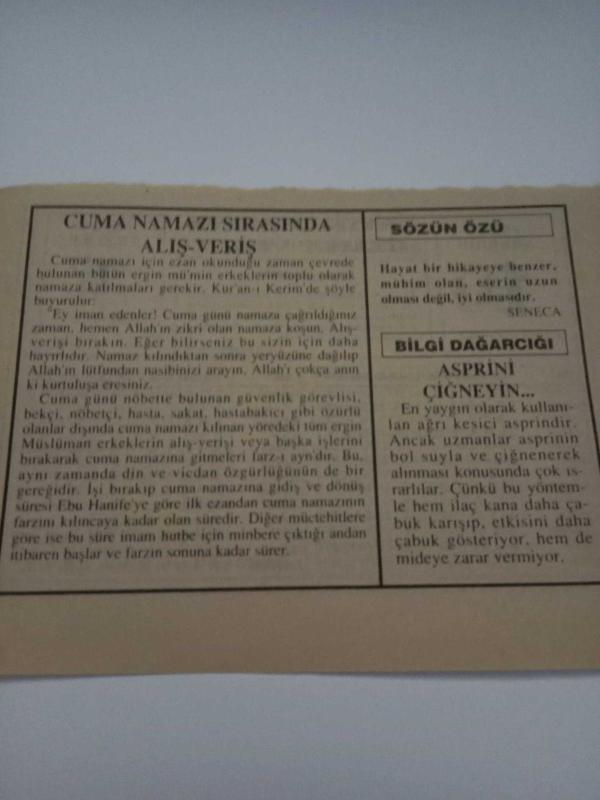 CUMA NAMAZI SIRASINDA
ALIŞ-VERİŞ
Cuma namazı için ezan okunduğu zaman çevrede
bulunan bütün ergin mü'min erkeklerin toplu olarak
namaza katılmaları gerekir. Kur'an-ı Kerim'de şöyle
buyurulur:
"Ey iman edenler! Cuma günü namaza çağrıldığınız
zaman, hemen Allah'ın zikri olan namaza koşun. Alış-
verişi bırakın. Eğer bilirseniz bu sizin için daha
hayırlıdır. Namaz kılındıktan sonra yeryüzüne dağılıp
Allah'ın lütfundan nasibinizi arayın. Allah'ı çokça anın
ki kurtuluşa eresiniz.
Cuma günü nöbette bulunan güvenlik görevlisi,
bekçi, nöbetçi, hasta, sakat, hastabakıcı gibi özürlü
olanlar dışında cuma namazı kılınan yöredeki tüm ergin
Müslüman erkeklerin alış-verişi veya başka işlerini
bırakarak cuma namazına gitmeleri farz-ı ayn'dır. Bu,
aynı zamanda din ve vicdan özgürlüğünün de bir
gereğidir. İşi bırakıp cuma namazına gidiş ve dönüş
süresi Ebu Hanife'ye göre ilk ezandan cuma namazının
farzını kılıncaya kadar olan süredir. Diğer müctehitlere
göre ise bu süre imam hutbe için minbere çıktığı andan
itibaren başlar ve farzın sonuna kadar sürer.
SÖZÜN ÖZÜ
Hayat bir hikayeye benzer,
mühim olan, eserin uzun
olması değil, iyi olmasıdır.
SENECA
BİLGİ DAĞARCIĞI
ASPRİNİ
ÇİĞNEYİN...
En yaygın olarak kullanı-
lan ağrı kesici asprindir.
Ancak uzmanlar asprinin
bol suyla ve çiğnenerek
alınması konusunda çok ıs-
rarlılar. Çünkü bu yöntem-
le hem ilaç kana daha ça-
buk karışıp, etkisini daha
çabuk gösteriyor, hem de
mideye zarar vermiyor.